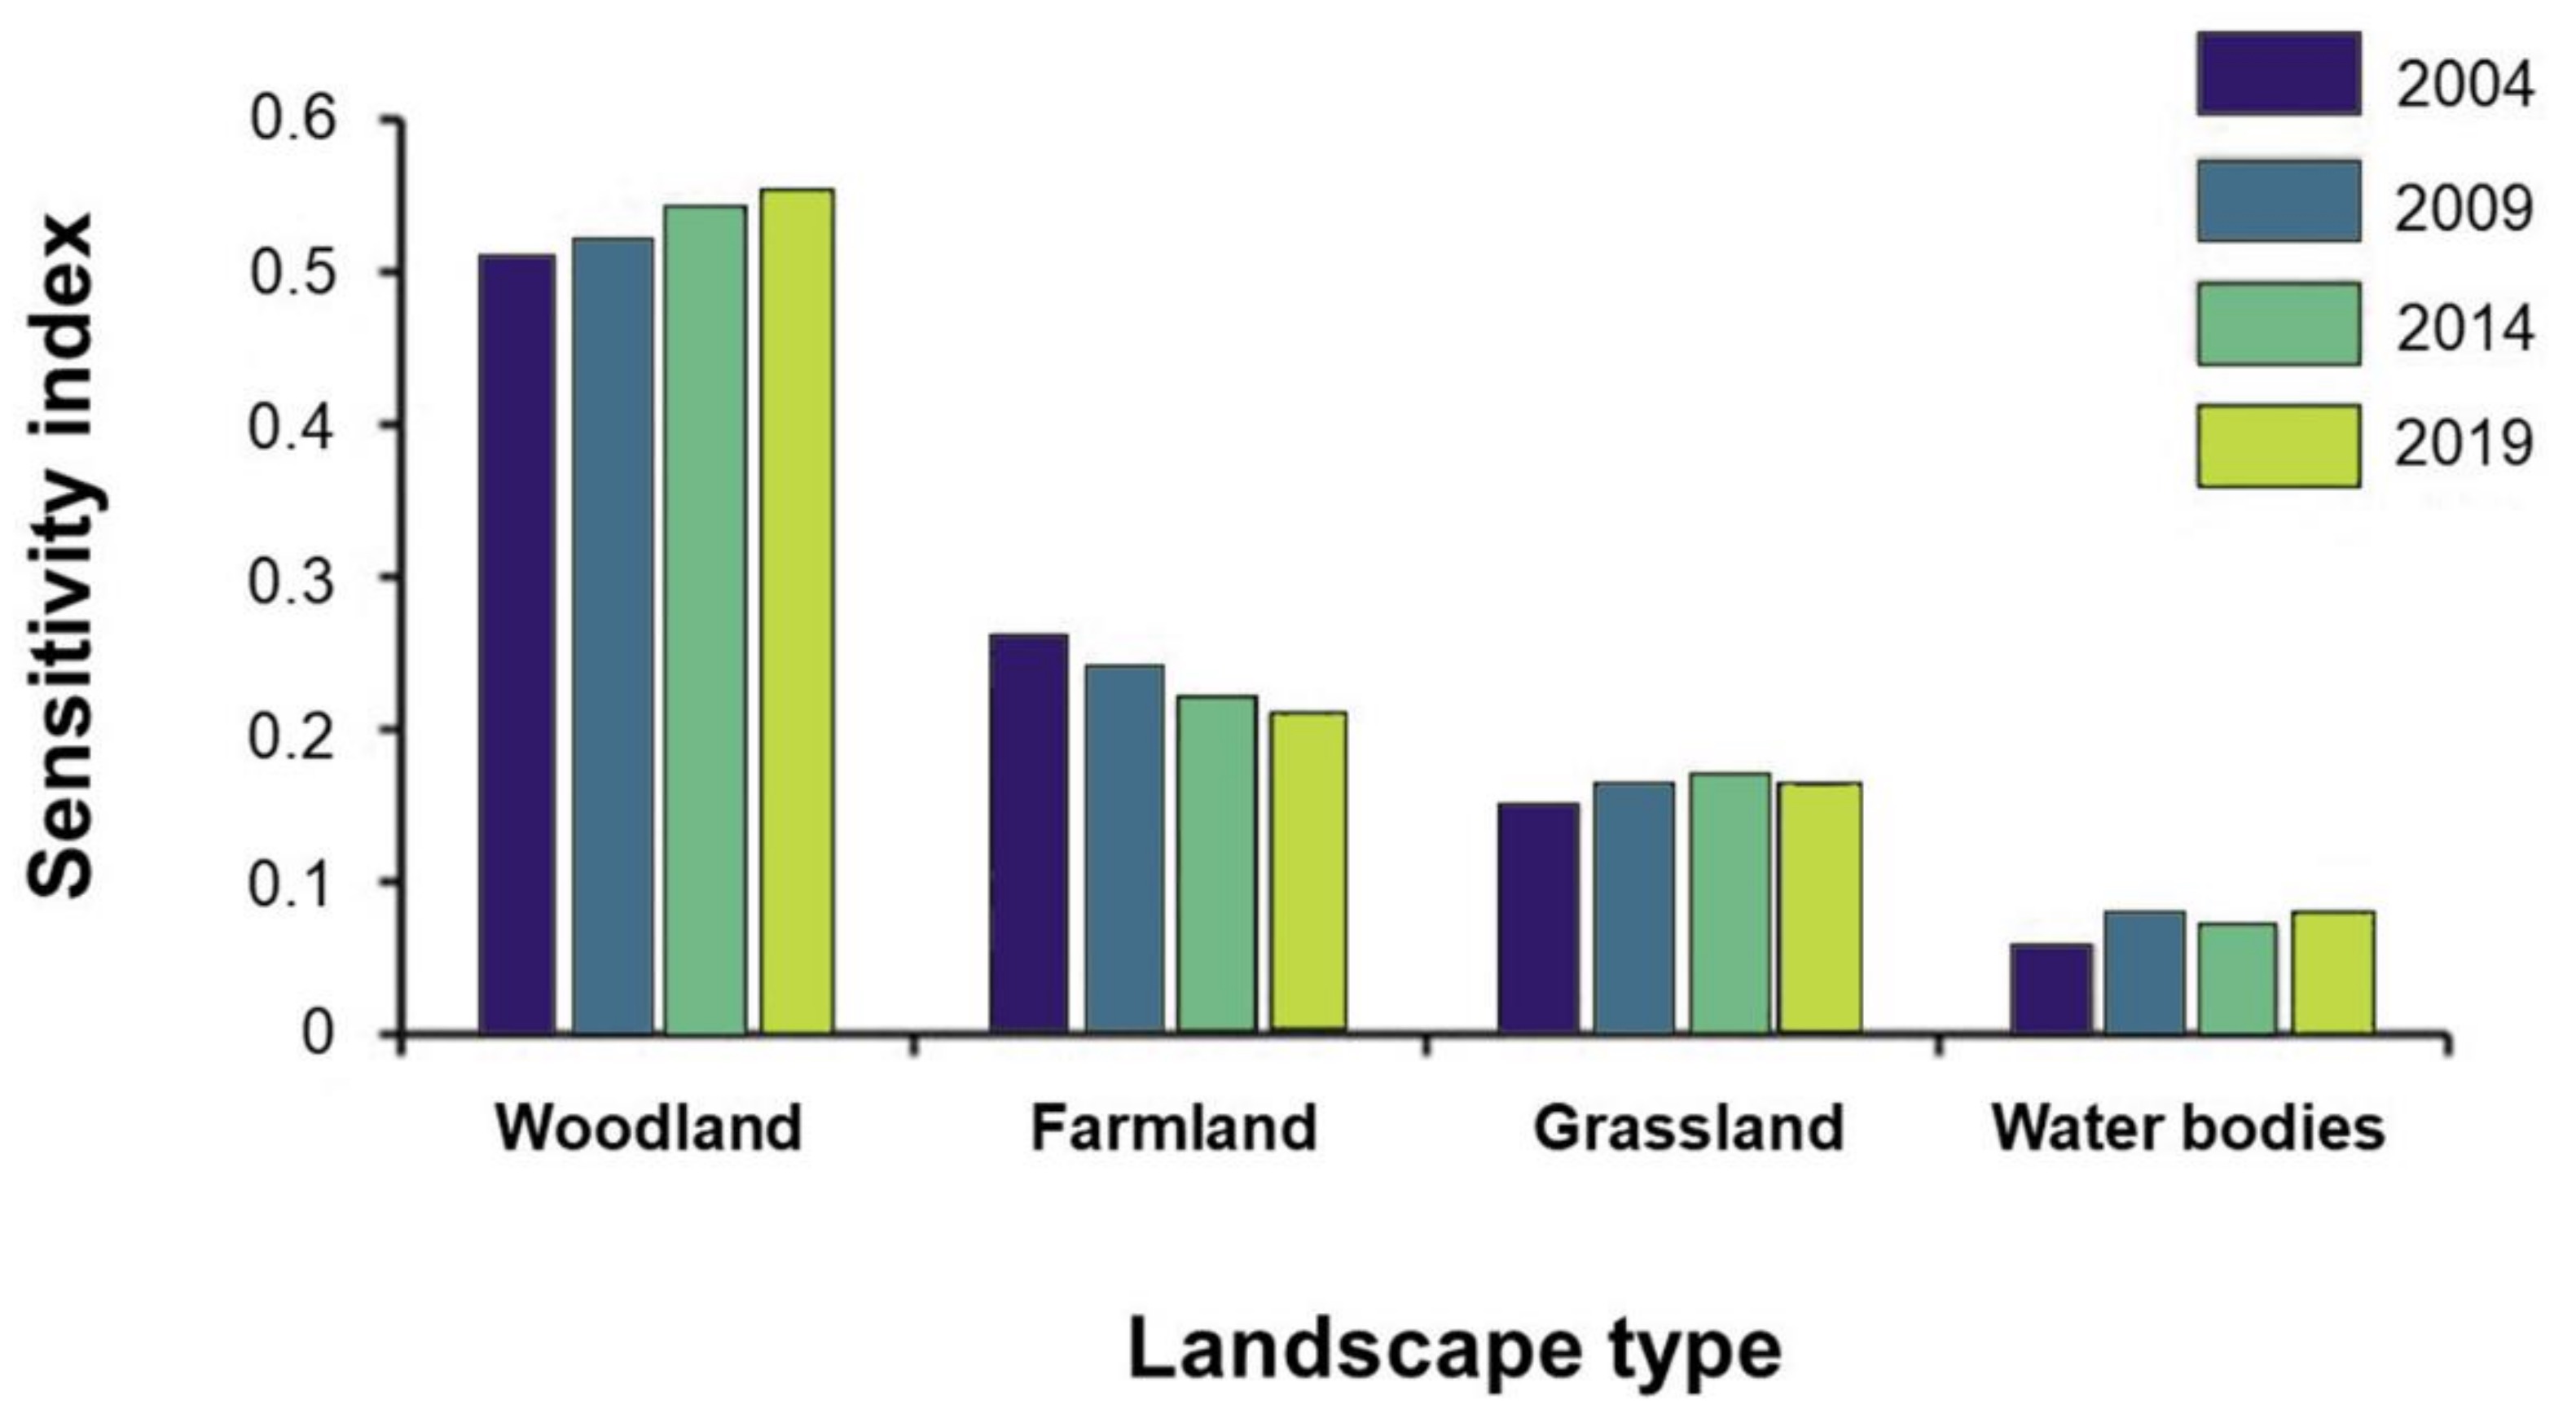 2004
2009
2014
2019
Sensitivity index
0.6
0.5
0.4
0.3
0.2
0.1
0
Woodland
Farmland
Grassland
Water bodies
Landscape type